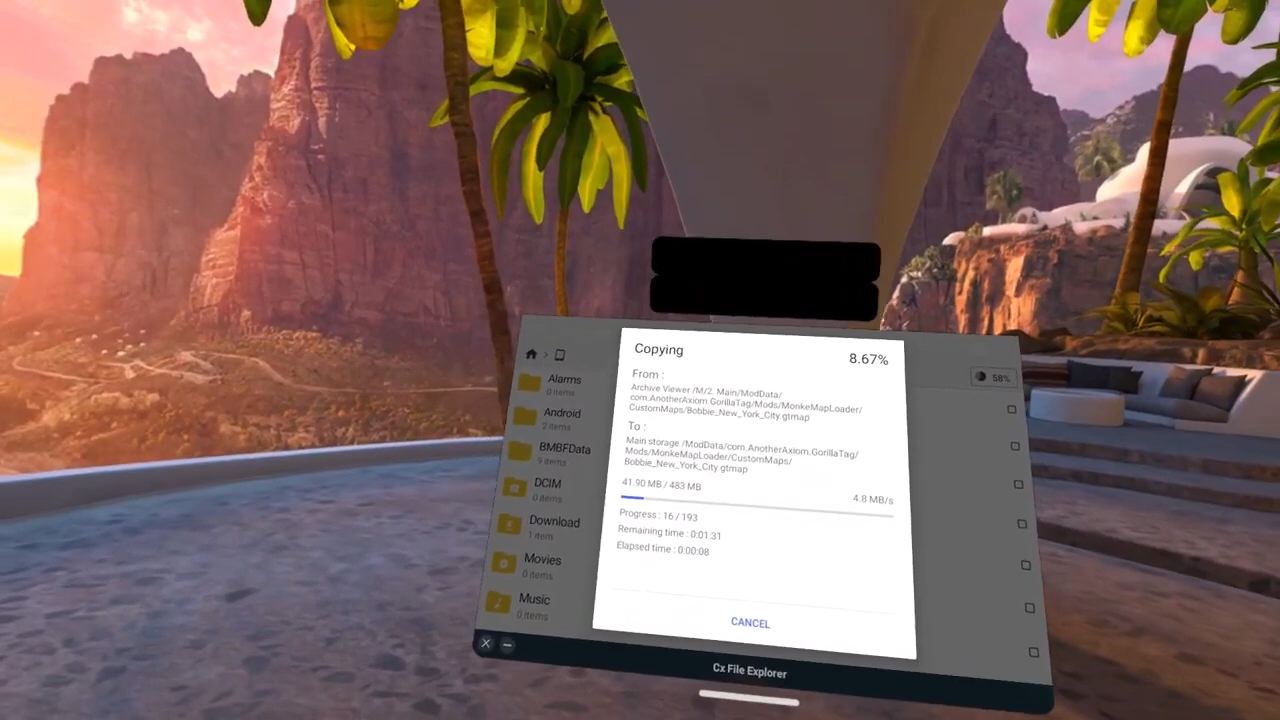 Copying
8.67%
From :
Archive Viewer /M/2. Main/ModData/
com.AnotherAxiom.GorillaTag/Mods/MonkeMapLoader/
CustomMaps/Bobbie_New_York_City.gtmap
To :
Main storage /ModData/com.AnotherAxiom.GorillaTag/
Mods/MonkeMapLoader/CustomMaps/
Bobbie_New_York_City.gtmap
41.90 MB / 483 MB
4.8 MB/s
Progress : 16 / 193
Remaining time : 0:01:31
Elapsed time : 0:00:08
CANCEL
Alarms
0 items
Android
2 items
BMBFData
9 items
DCIM
0 items
Download
1 item
Movies
0 items
Music
0 items
58%
Cx File Explorer